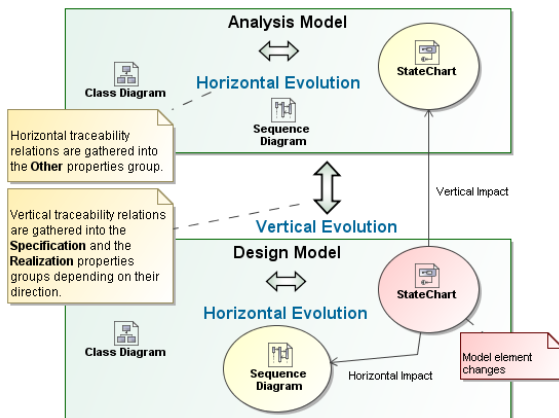 Analysis Model
StateChart
Class Diagram
Horizontal Evolution
Sequence
Diagram
Horizontal traceability
relations are gathered into
the Other properties group.
Vertical Impact
Vertical traceability relations
are gathered into the
Specification and the
Realization properties
groups depending on their
direction.
Vertical Evolution
Design Model
StateChart
Horizontal Evolution
Class Diagram
Sequence
Diagram
Horizontal Impact
Model element
changes